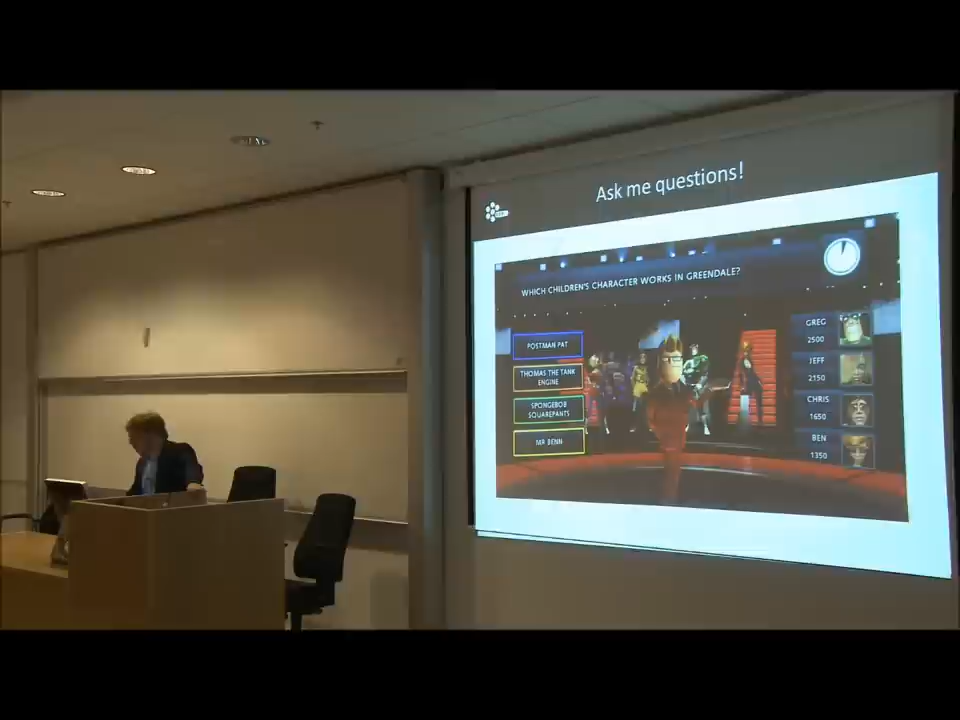 Ask me questions!
WHICH CHILDREN'S CHARACTER WORKS IN GREENDALE?
POSTMAN PAT
THOMAS THE TANK
ENGINE
SPONGEBOB
SQUAREPANTS
MR BENN
GREG
2500
JEFF
2150
CHRIS
1650
BEN
1350